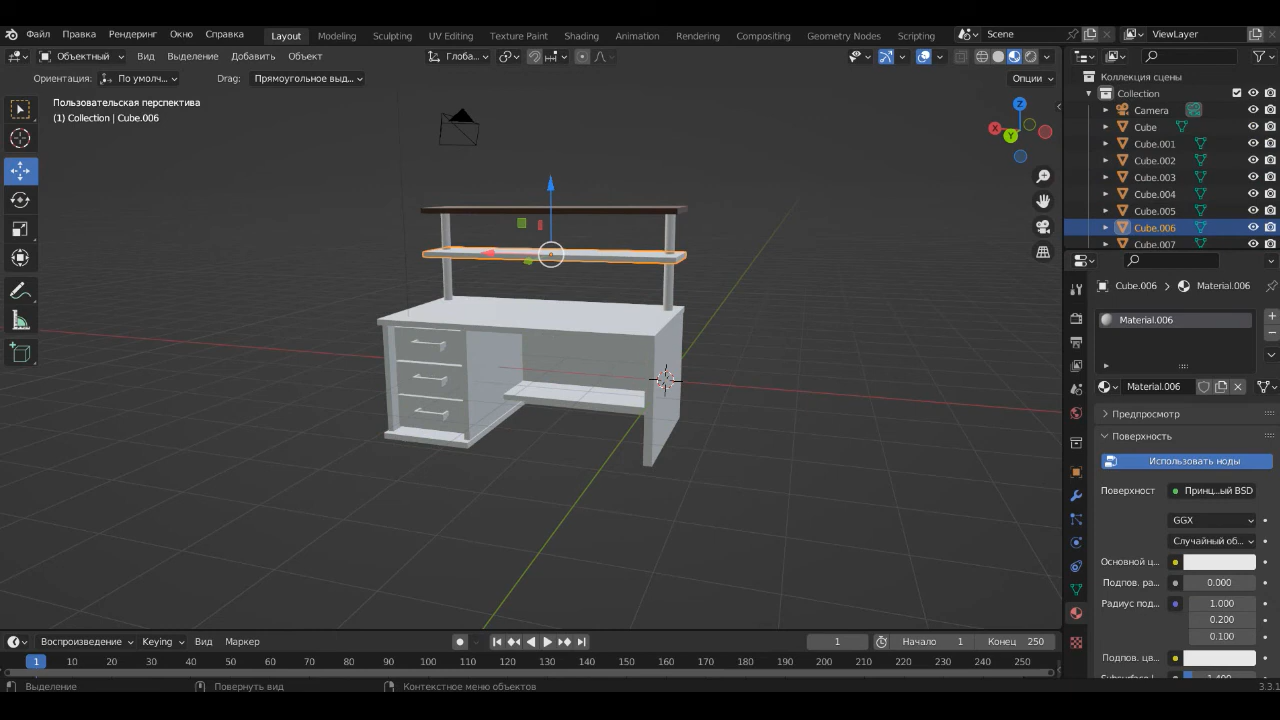 Файл Правка Рендеринг Окно Справка Layout Modeling Sculpting UV Editing Texture Paint Shading Animation Rendering Compositing Geometry Nodes Scripting Scene ViewLayer
Объектный Вид Выделение Добавить Объект Глоба...
Ориентация: По умолч... Drag: Прямоугольное выд... Опции
Пользовательская перспектива
(1) Collection | Cube.006
Z
X
Y
Коллекция сцены
Collection
Camera
Cube
Cube.001
Cube.002
Cube.003
Cube.004
Cube.005
Cube.006
Cube.007
Cube.006 Material.006
Material.006
Material.006
Предпросмотр
Поверхность
Использовать ноды
Поверхност Принц...ый BSD
GGX
Случайный об...
Основной ц...
Подпов. ра... 0.000
Радиус под... 1.000
0.200
0.100
Подпов. цв...
Subsurface I... 1.400
Воспроизведение Keying Вид Маркер 1 Начало 1 Конец 250
1 10 20 30 40 50 60 70 80 90 100 110 120 130 140 150 160 170 180 190 200 210 220 230 240 250
Выделение Повернуть вид Контекстное меню объектов 3.3.1